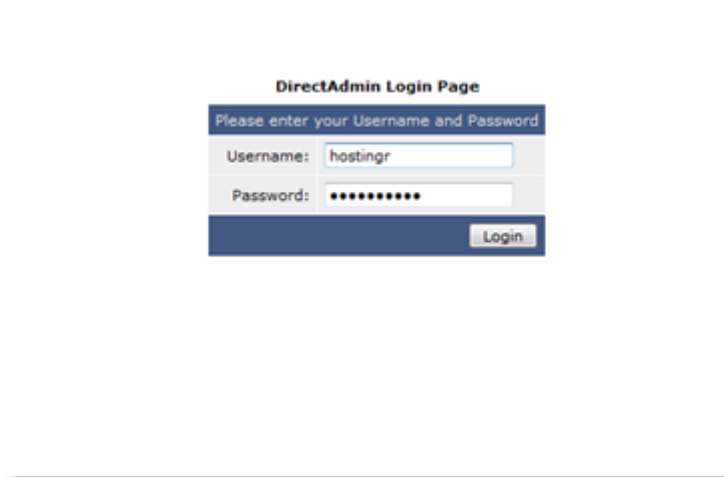 DirectAdmin Login Page
Please enter your Username and Password
Username: hostingr
Password: ••••••••••
Login